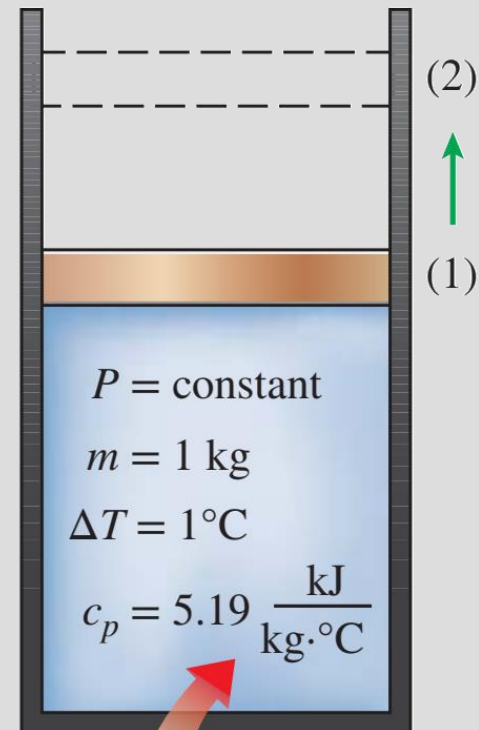 (2)
(1)
P = constant
m = 1 kg
ΔT = 1°C
c_p = 5.19 kJ/kg·°C